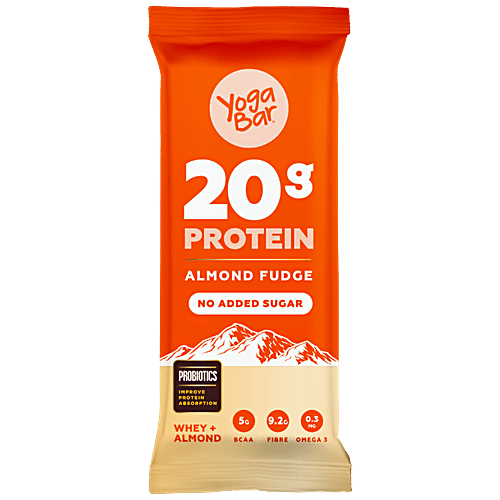 Yoga
Bar
20g
PROTEIN
ALMOND FUDGE
NO ADDED SUGAR
PROBIOTICS
IMPROVE
PROTEIN
ABSORPTION
WHEY +
ALMOND
5G
BCAA
9.2G
FIBRE
0.3
MG
OMEGA 3